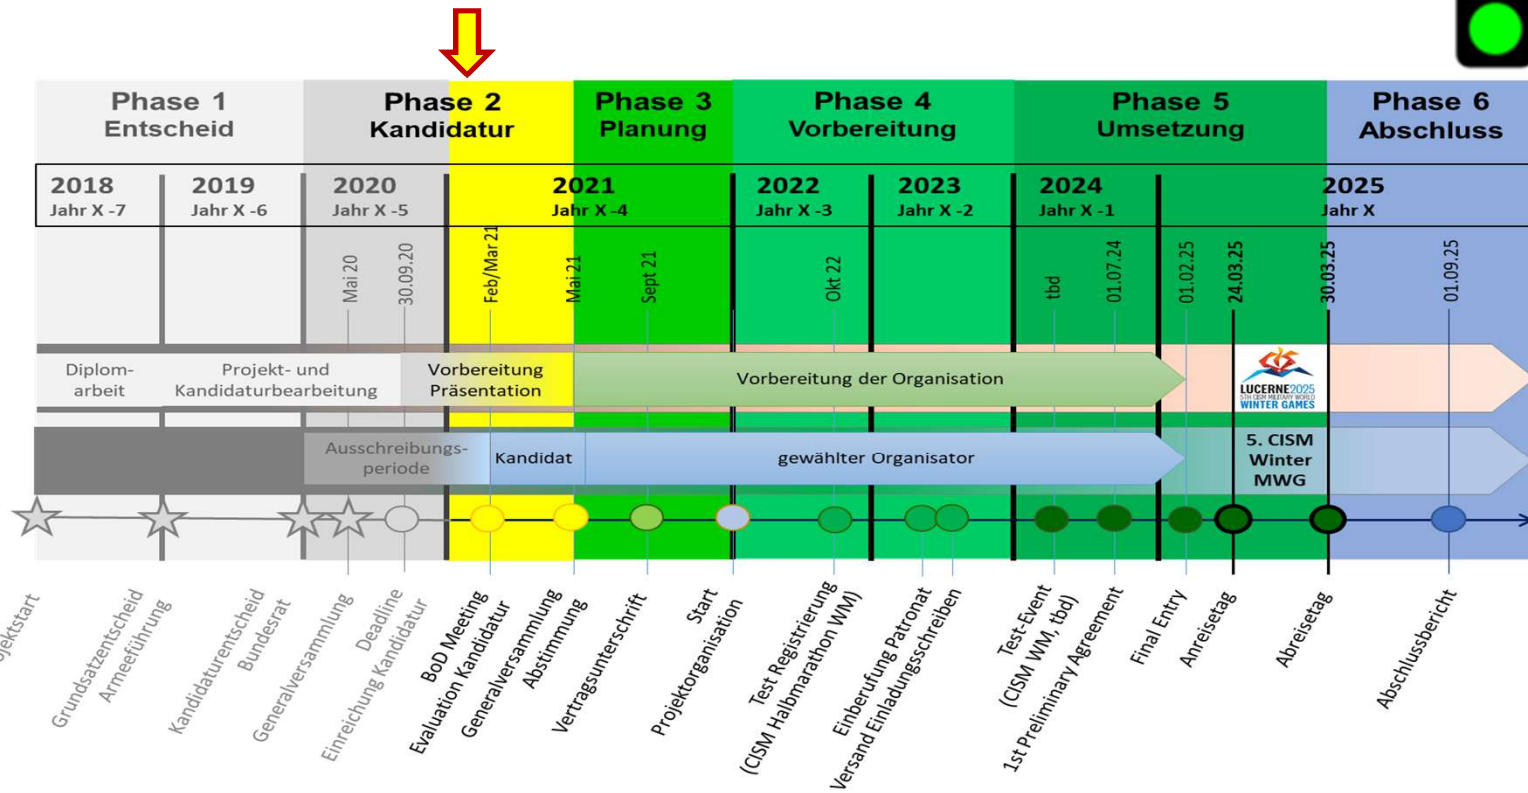 Phase 1
Entscheid
Phase 2
Kandidatur
Phase 3
Planung
Phase 4
Vorbereitung
Phase 5
Umsetzung
Phase 6
Abschluss
2018
Jahr X -7
2019
Jahr X -6
2020
Jahr X -5
2021
Jahr X -4
2022
Jahr X -3
2023
Jahr X -2
2024
Jahr X -1
2025
Jahr X
Mai 20
30.09.20
Feb/Mar 21
Mai 21
Sept 21
Okt 22
tbd
01.07.24
01.02.25
24.03.25
30.03.25
01.09.25
Diplom-
arbeit
Projekt- und
Kandidaturbearbeitung
Vorbereitung
Präsentation
Vorbereitung der Organisation
LUCERNE2025
5TH CISM MILITARY WORLD
WINTER GAMES
Ausschreibungs-
periode
Kandidat
gewählter Organisator
5. CISM
Winter
MWG
ojektstart
Grundsatzentscheid
Armeeführung
Kandidaturentscheid
Bundesrat
Generalversammlung
Deadline
Einreichung Kandidatur
BoD Meeting
Evaluation Kandidatur
Generalversammlung
Abstimmung
Vertragsunterschrift
Start
Projektorganisation
Test Registrierung
(CISM Halbmarathon WM)
Einberufung Patronat
Versand Einladungsschreiben
Test-Event
(CISM WM, tbd)
1st Preliminary Agreement
Final Entry
Anreisetag
Abreisetag
Abschlussbericht